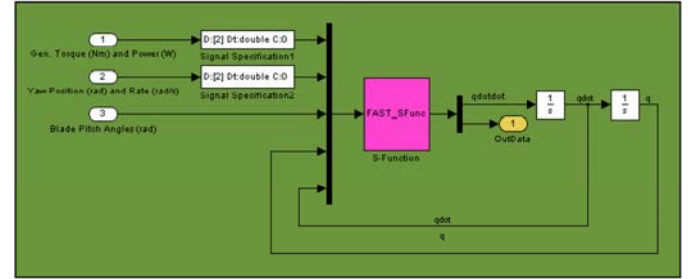 1
D:[2] Dt:double C:0
Gen. Torque (Nm) and Power (W)
Signal Specification1
2
D:[2] Dt:double C:0
Yaw Position (rad) and Rate (rad/s)
Signal Specification2
3
Blade Pitch Angles (rad)
FAST_SFunc
S-Function
qdotdot
1
s
qdot
1
s
q
1
OutData
qdot
q